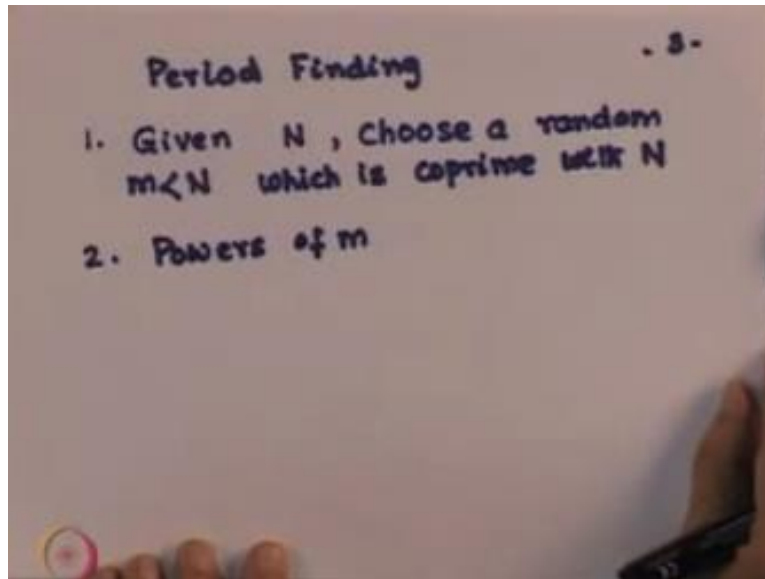 Period Finding
- 3 -
1. Given N, choose a random
m<N which is coprime with N
2. Powers of m